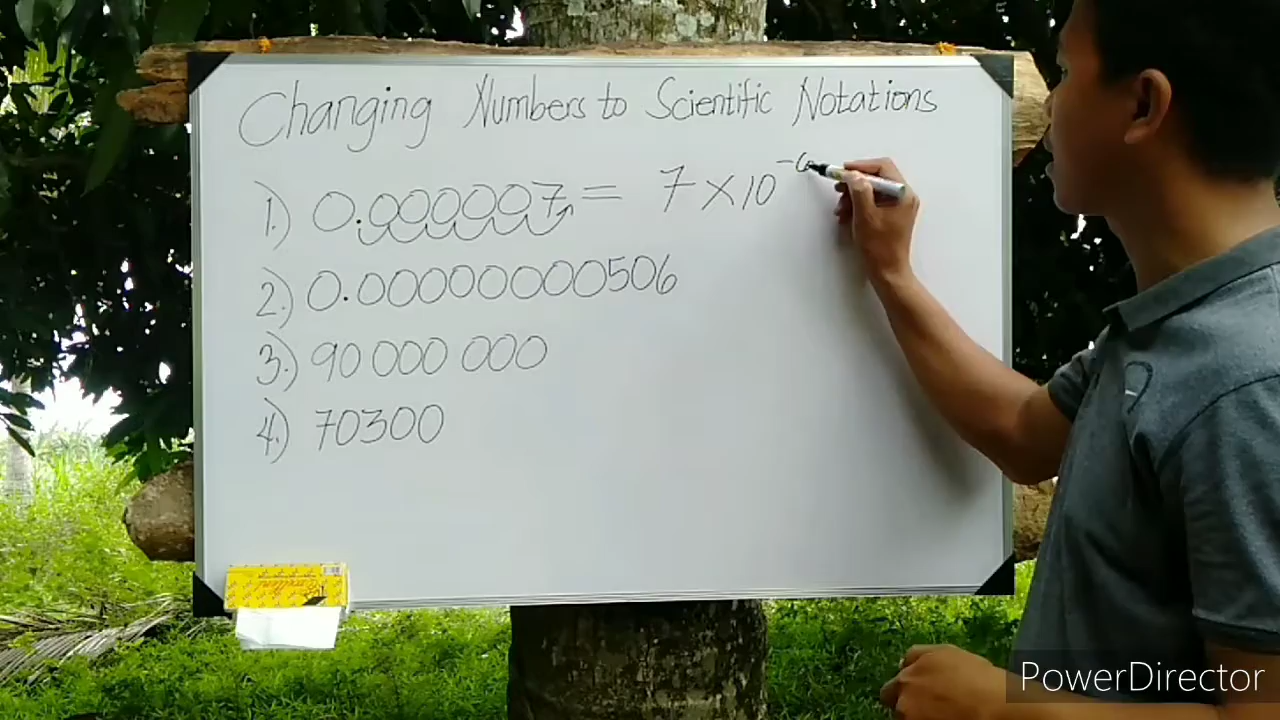 Changing Numbers to Scientific Notations
1.) 0.000007 = 7 × 10⁻⁶
2.) 0.00000000506
3.) 90 000 000
4.) 70300
PowerDirector